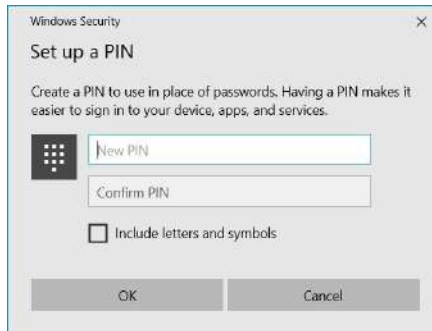 Windows Security
Set up a PIN
Create a PIN to use in place of passwords. Having a PIN makes it
easier to sign in to your device, apps, and services.
New PIN
Confirm PIN
Include letters and symbols
OK
Cancel